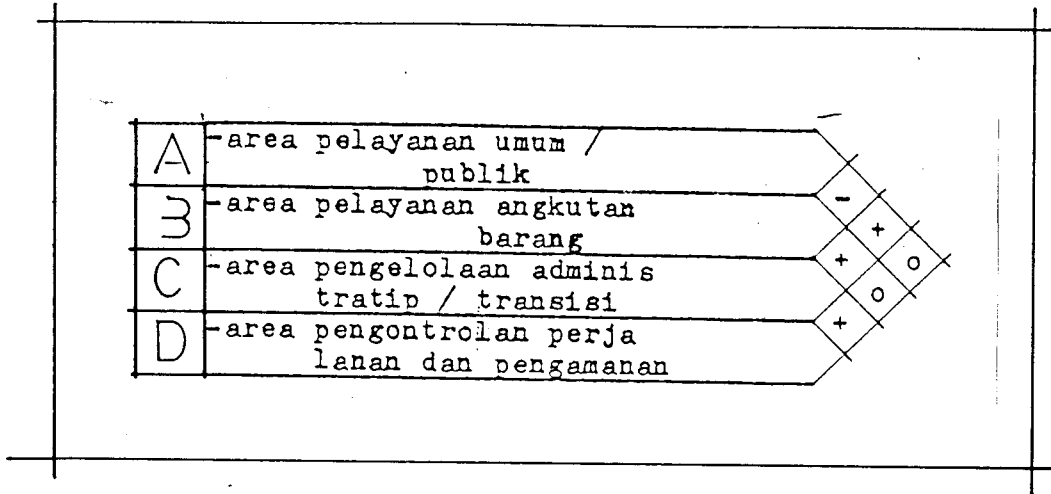 A
-area pelayanan umum /
publik
B
-area pelayanan angkutan
barang
C
-area pengelolaan adminis
tratip / transisi
D
-area pengontrolan perja
lanan dan pengamanan
-
+
+ o
o
+